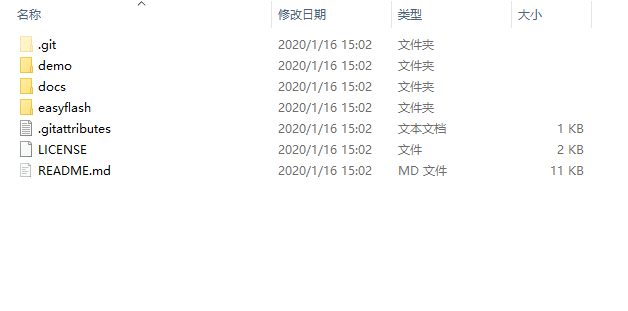 名称 修改日期 类型 大小
.git 2020/1/16 15:02 文件夹
demo 2020/1/16 15:02 文件夹
docs 2020/1/16 15:02 文件夹
easyflash 2020/1/16 15:02 文件夹
.gitattributes 2020/1/16 15:02 文本文档 1 KB
LICENSE 2020/1/16 15:02 文件 2 KB
README.md 2020/1/16 15:02 MD 文件 11 KB